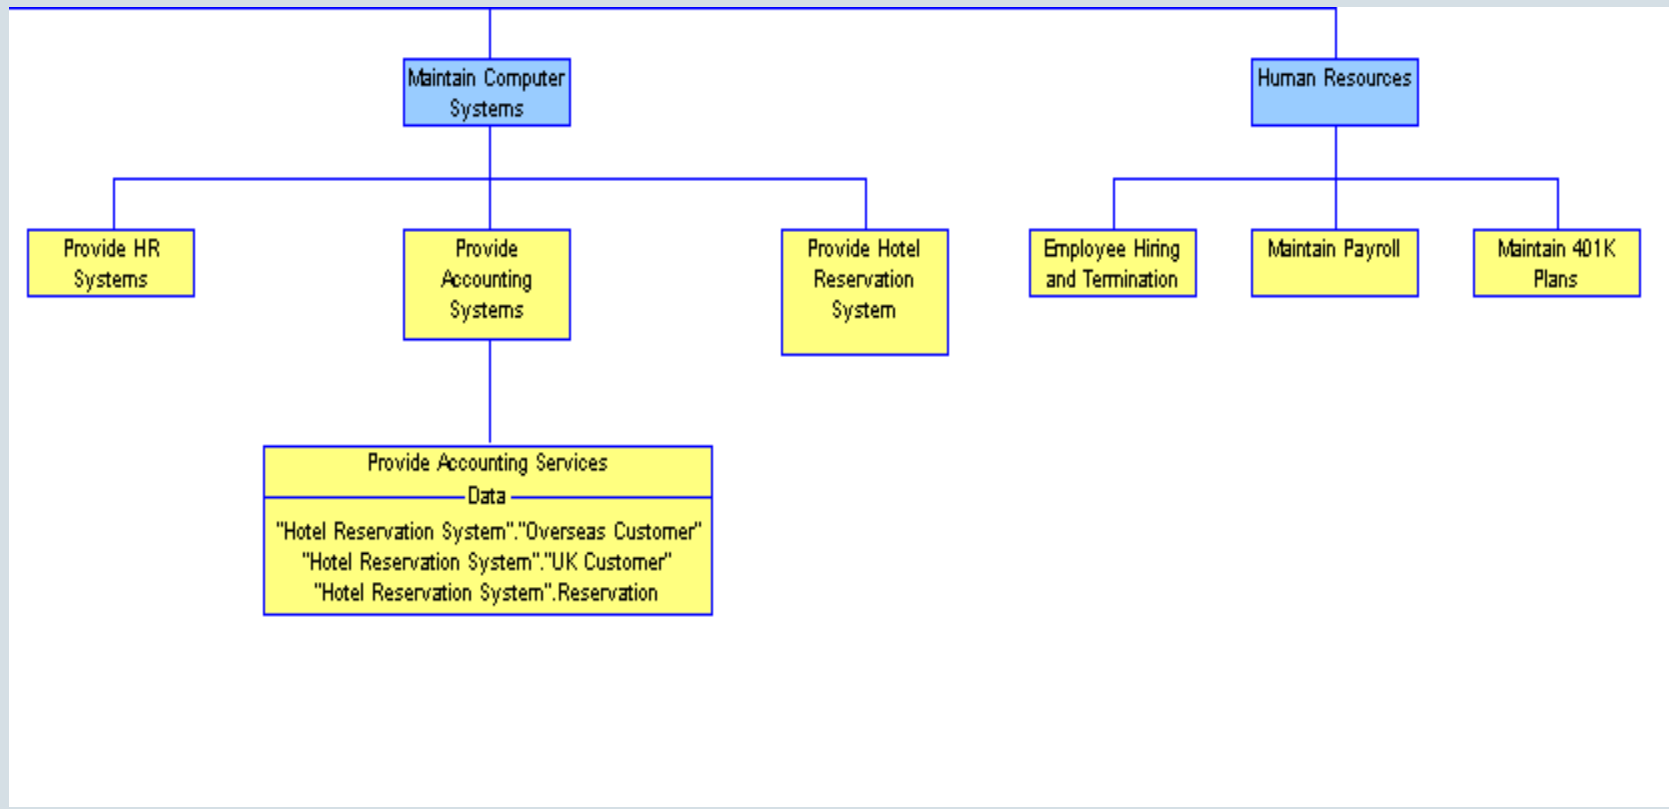 Maintain Computer
Systems
Human Resources
Provide HR
Systems
Provide
Accounting
Systems
Provide Hotel
Reservation
System
Employee Hiring
and Termination
Maintain Payroll
Maintain 401K
Plans
Provide Accounting Services
Data
"Hotel Reservation System"."Overseas Customer"
"Hotel Reservation System"."UK Customer"
"Hotel Reservation System".Reservation